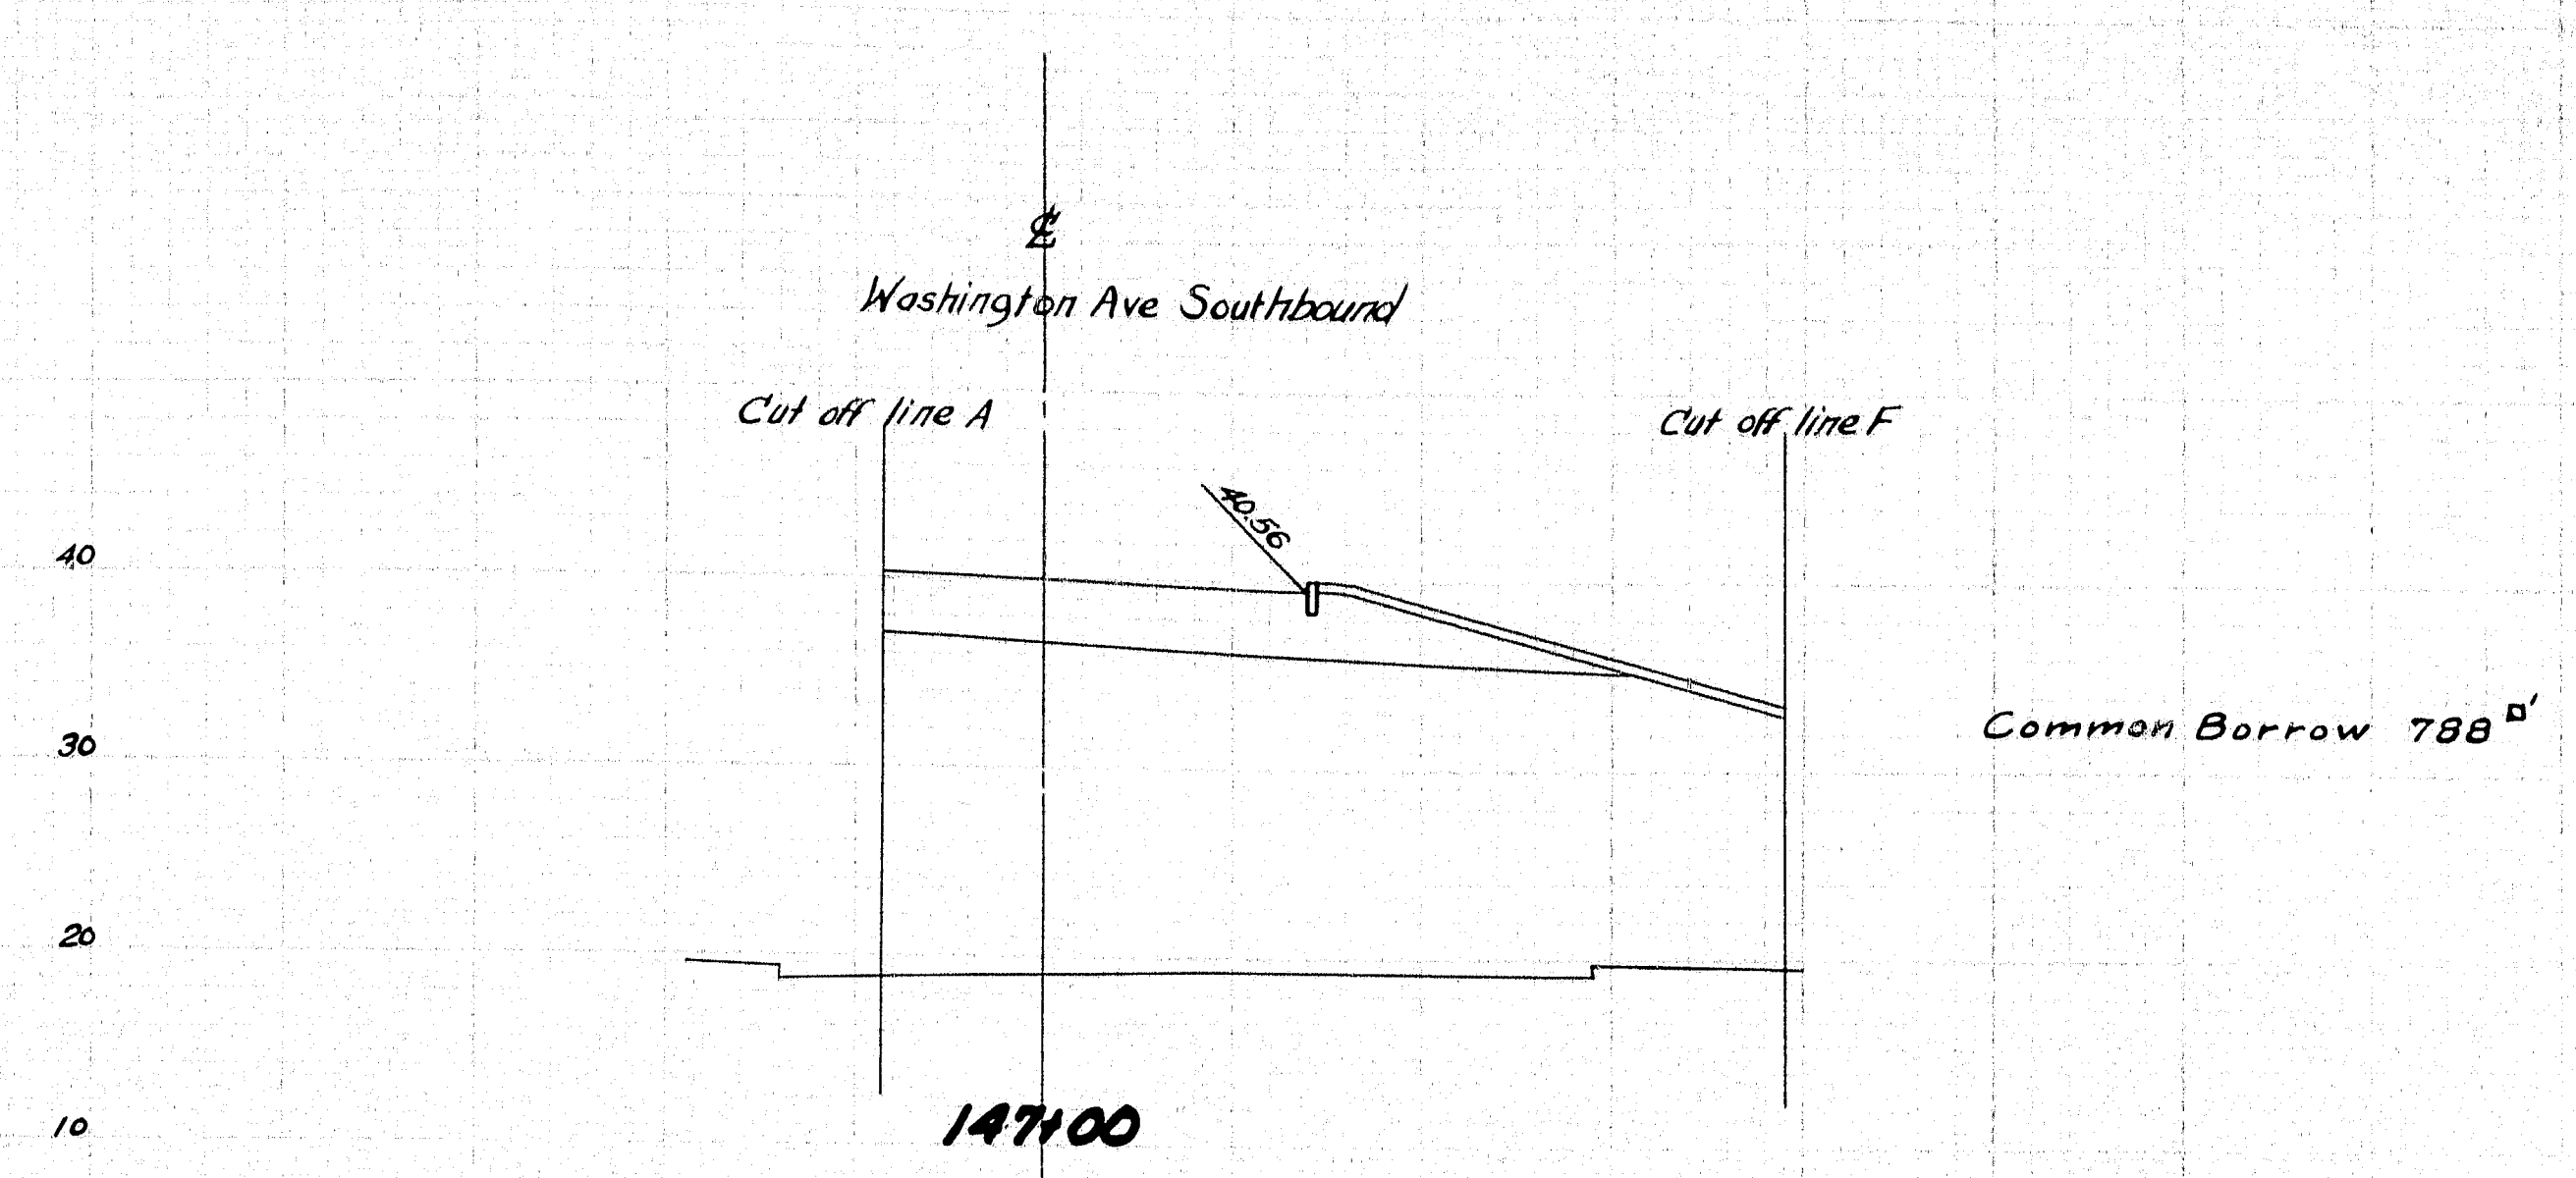 ℄
Washington Ave Southbound
Cut off line A
Cut off line F
40.56
40
30
Common Borrow 788 □'
20
10
147+00